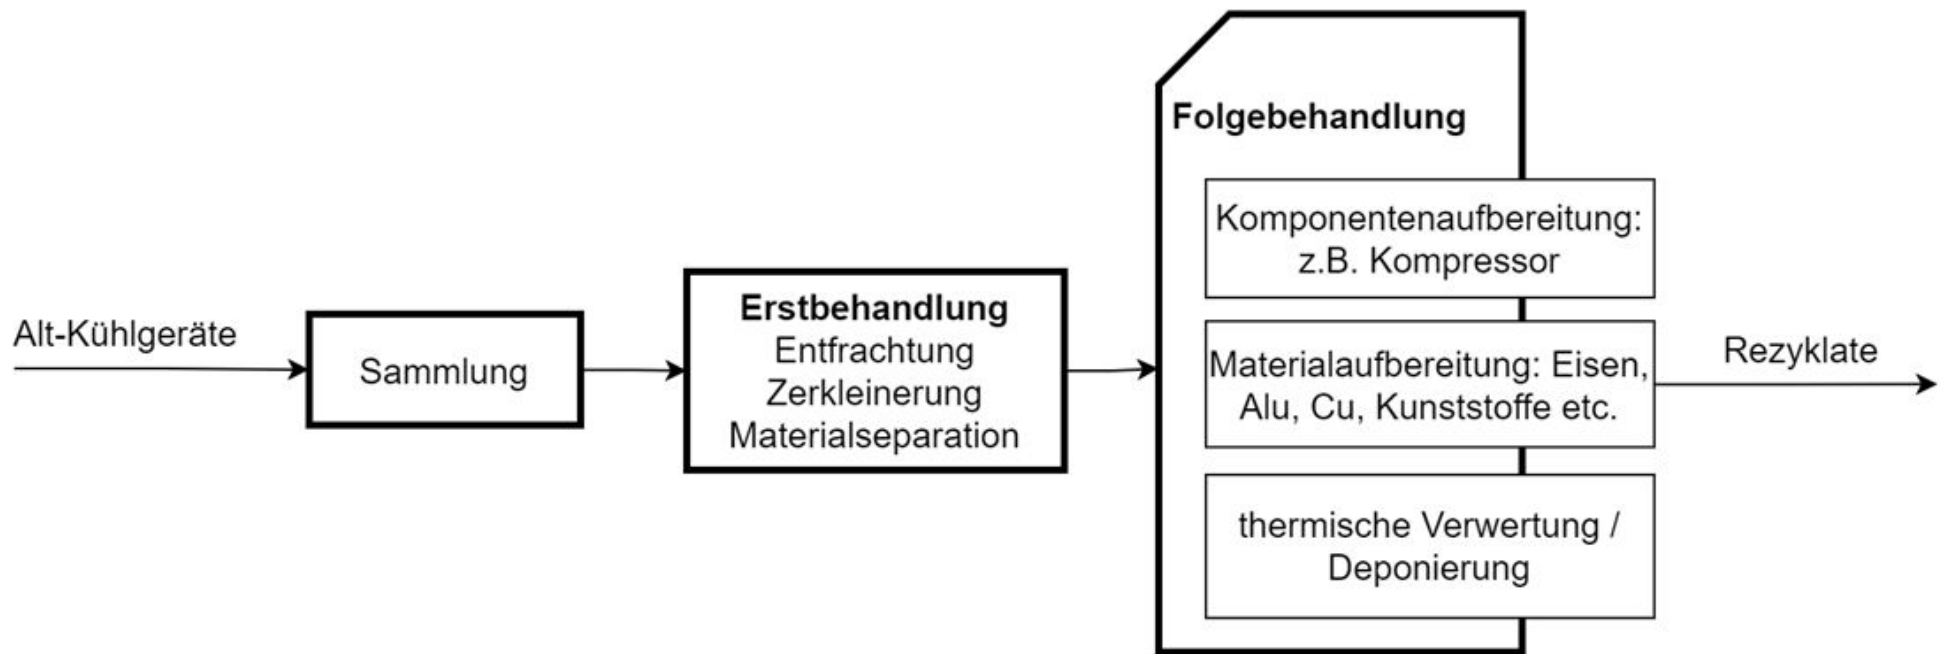 Alt-Kühlgeräte
Sammlung
Erstbehandlung
Entfrachtung
Zerkleinerung
Materialseparation
Folgebehandlung
Komponentenaufbereitung:
z.B. Kompressor
Materialaufbereitung: Eisen,
Alu, Cu, Kunststoffe etc.
thermische Verwertung /
Deponierung
Rezyklate